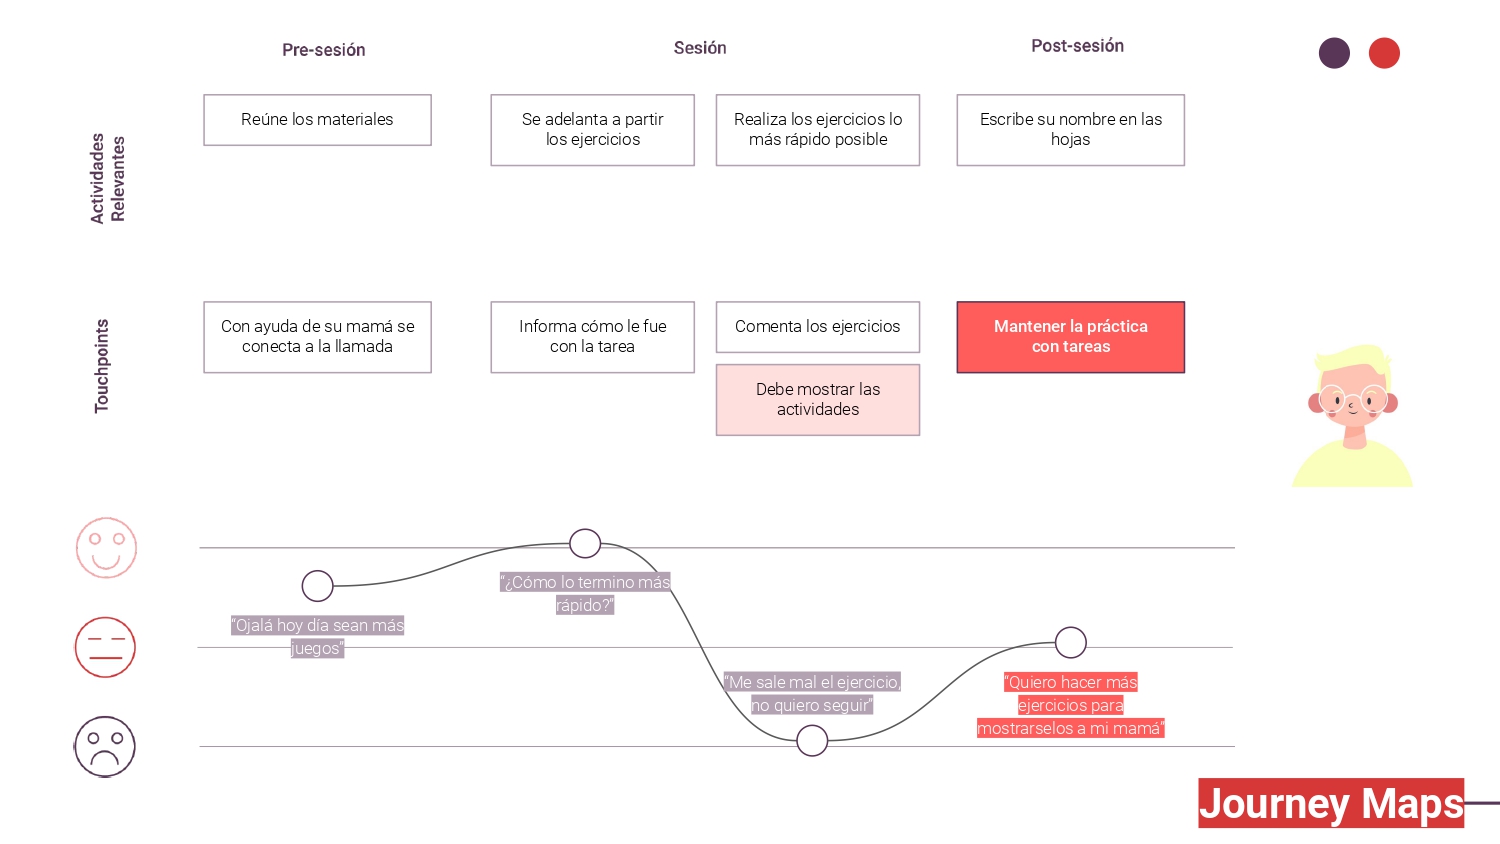 Pre-sesión
Sesión
Post-sesión
Actividades
Relevantes
Reúne los materiales
Se adelanta a partir
los ejercicios
Realiza los ejercicios lo
más rápido posible
Escribe su nombre en las
hojas
Touchpoints
Con ayuda de su mamá se
conecta a la llamada
Informa cómo le fue
con la tarea
Comenta los ejercicios
Debe mostrar las
actividades
Mantener la práctica
con tareas
“Ojalá hoy día sean más
juegos”
“¿Cómo lo termino más
rápido?”
“Me sale mal el ejercicio,
no quiero seguir”
“Quiero hacer más
ejercicios para
mostrarselos a mi mamá”
Journey Maps